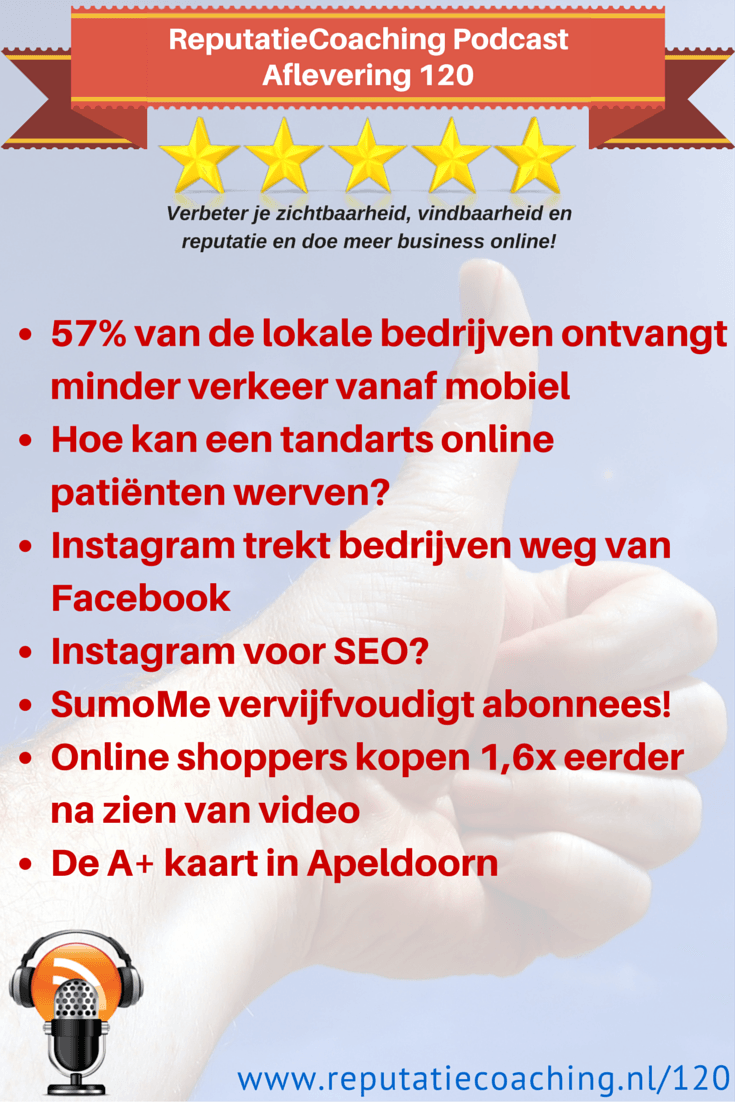 ReputatieCoaching Podcast
Aflevering 120
Verbeter je zichtbaarheid, vindbaarheid en
reputatie en doe meer business online!
• 57% van de lokale bedrijven ontvangt
minder verkeer vanaf mobiel
• Hoe kan een tandarts online
patiënten werven?
• Instagram trekt bedrijven weg van
Facebook
• Instagram voor SEO?
• SumoMe vervijfvoudigt abonnees!
• Online shoppers kopen 1,6x eerder
na zien van video
• De A+ kaart in Apeldoorn
www.reputatiecoaching.nl/120